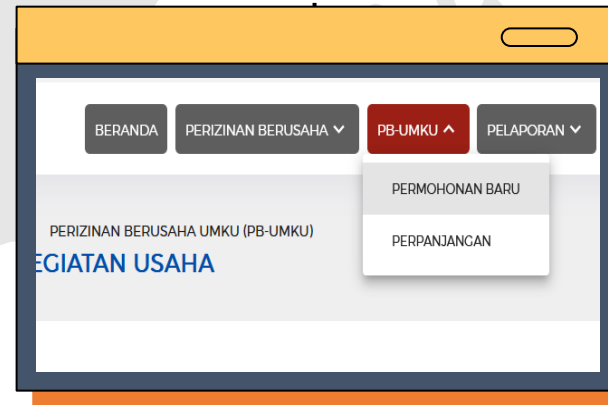 BERANDA PERIZINAN BERUSAHA PB-UMKU PELAPORAN
PERMOHONAN BARU
PERPANJANGAN
PERIZINAN BERUSAHA UMKU (PB-UMKU)
EGIATAN USAHA